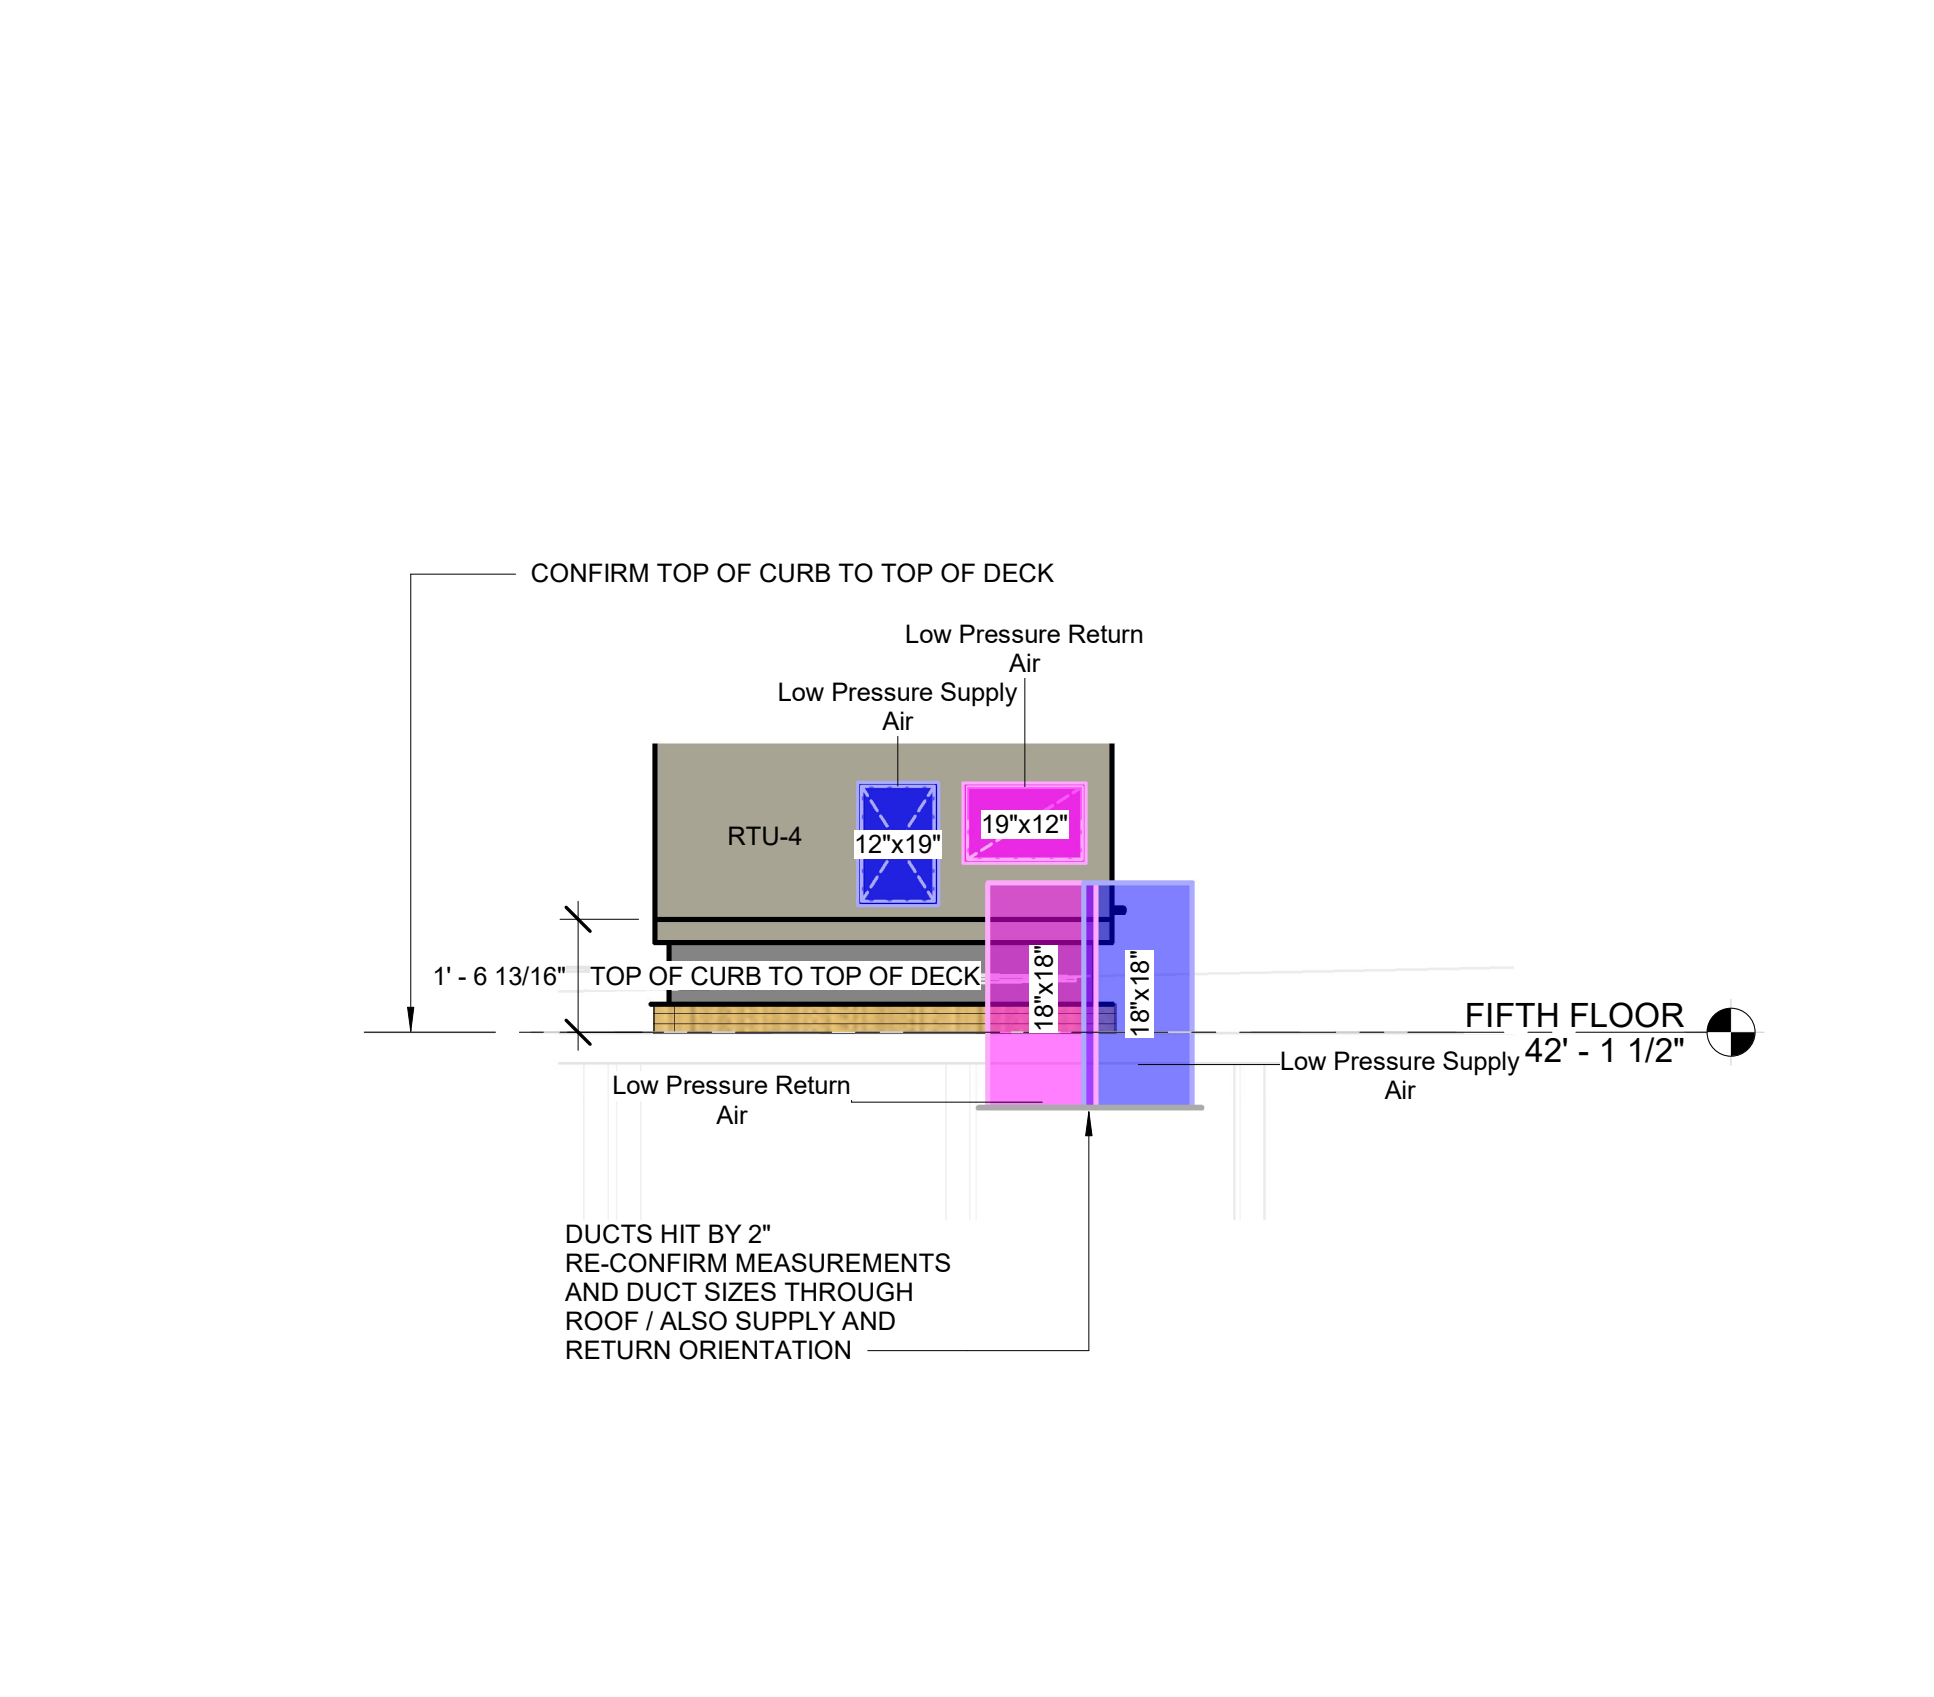 CONFIRM TOP OF CURB TO TOP OF DECK
Low Pressure Return
Air
Low Pressure Supply
Air
RTU-4
12"x19"
19"x12"
1' - 6 13/16"
TOP OF CURB TO TOP OF DECK
18"x18"
18"x18"
FIFTH FLOOR
42' - 1 1/2"
Low Pressure Supply
Air
Low Pressure Return
Air
DUCTS HIT BY 2"
RE-CONFIRM MEASUREMENTS
AND DUCT SIZES THROUGH
ROOF / ALSO SUPPLY AND
RETURN ORIENTATION